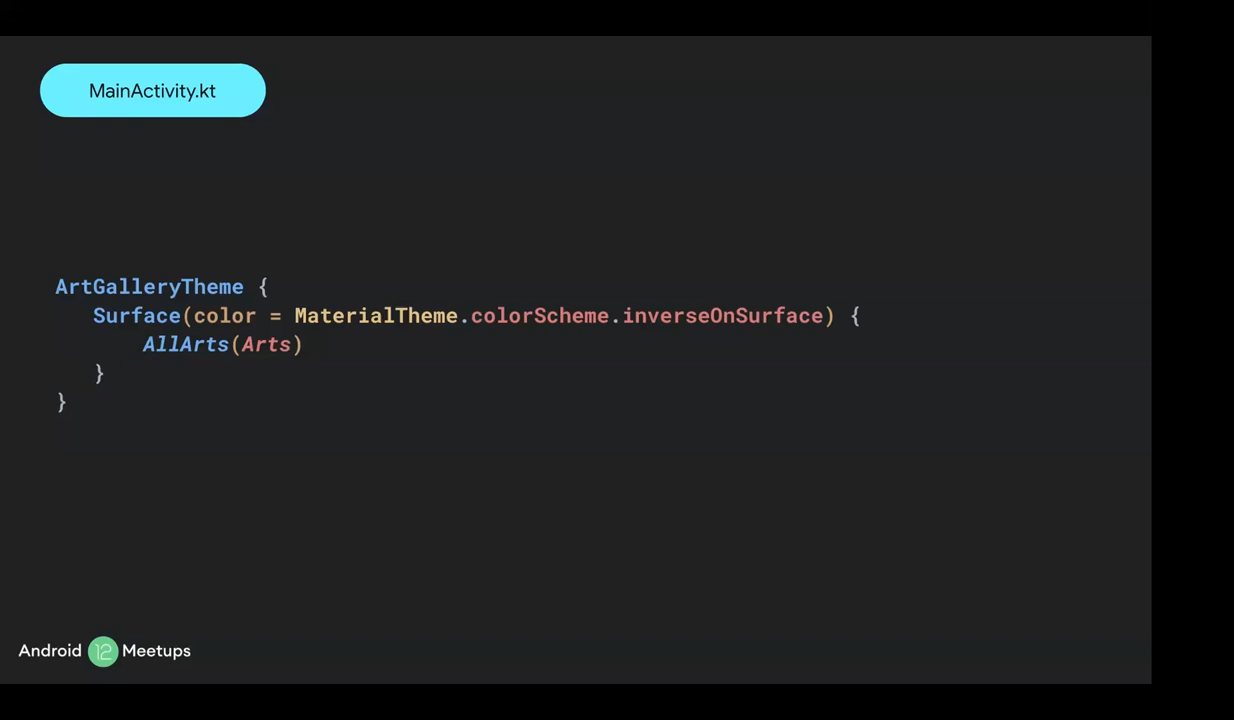 MainActivity.kt
ArtGalleryTheme {
Surface(color = MaterialTheme.colorScheme.inverseOnSurface) {
AllArts(Arts)
}
}
Android 12 Meetups